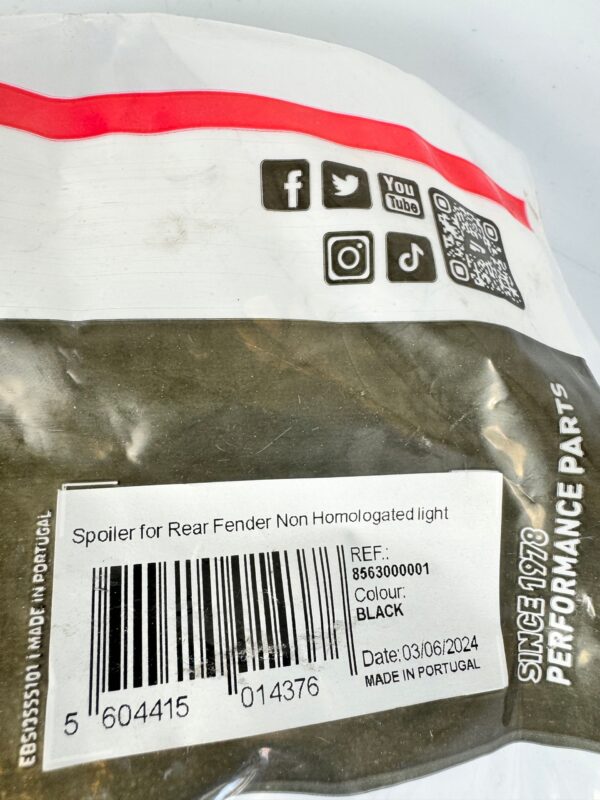 f
You
Tube
Spoiler for Rear Fender Non Homologated light
REF.:
8563000001
Colour:
BLACK
Date:03/06/2024
MADE IN PORTUGAL
5 604415 014376
SINCE 1978
PERFORMANCE PARTS
MADE IN PORTUGAL